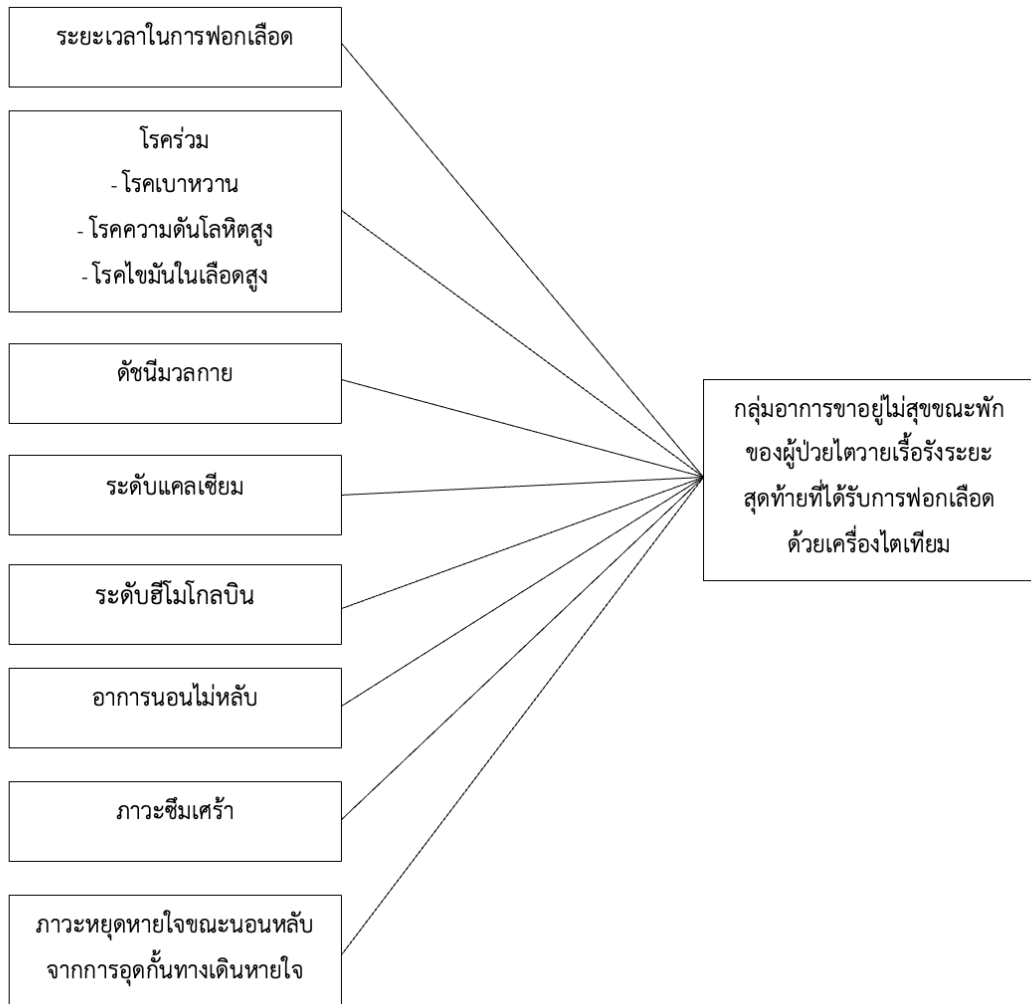 ระยะเวลาในการฟอกเลือด
โรคร่วม
- โรคเบาหวาน
- โรคความดันโลหิตสูง
- โรคไขมันในเลือดสูง
ดัชนีมวลกาย
ระดับแคลเซียม
ระดับฮีโมโกลบิน
อาการนอนไม่หลับ
ภาวะซึมเศร้า
ภาวะหยุดหายใจขณะนอนหลับ
จากการอุดกั้นทางเดินหายใจ
กลุ่มอาการขาอยู่ไม่สุขขณะพัก
ของผู้ป่วยไตวายเรื้อรังระยะ
สุดท้ายที่ได้รับการฟอกเลือด
ด้วยเครื่องไตเทียม